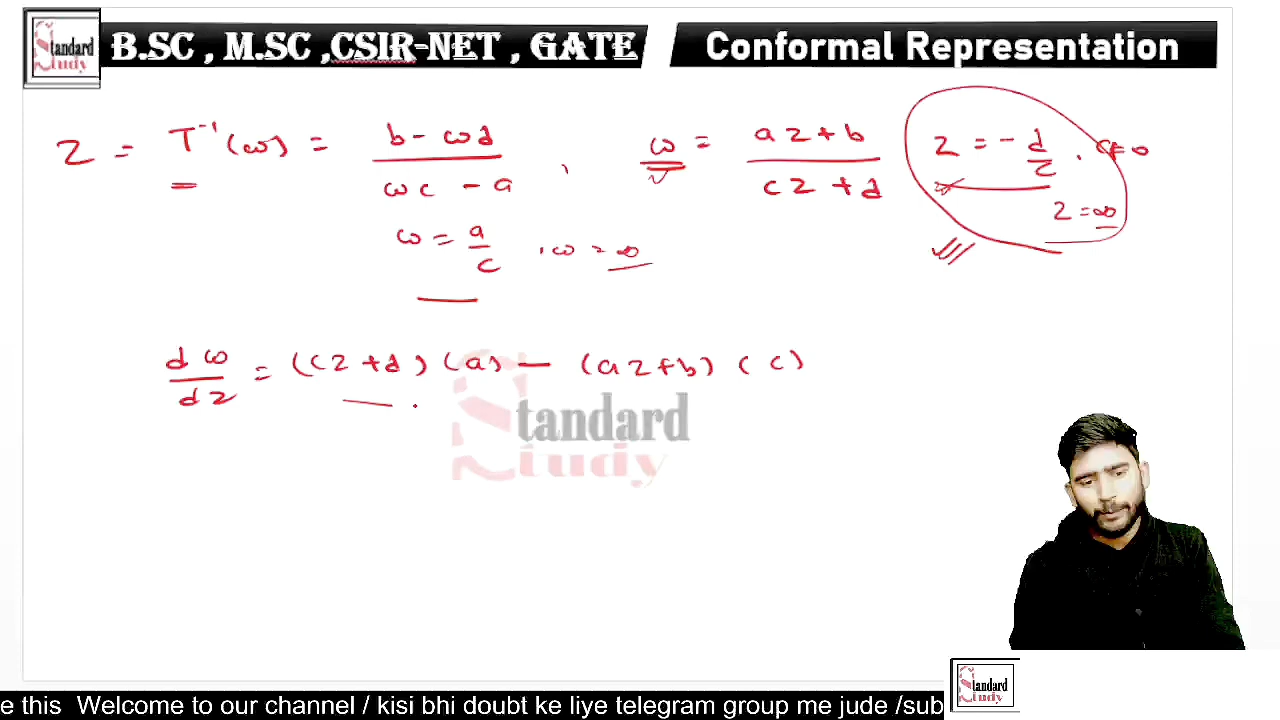 Standard Study
B.SC , M.SC ,CSIR-NET , GATE
Conformal Representation
z = T⁻¹(ω) = (b - ωd)/(ωc - a) , ω = (az+b)/(cz+d)
z = -d/c , c≠0
z = ∞
ω = a/c , ω = ∞
dω/dz = (cz+d)(a) - (az+b)(c)
Standard Study
e this Welcome to our channel / kisi bhi doubt ke liye telegram group me jude /sub
Standard Study